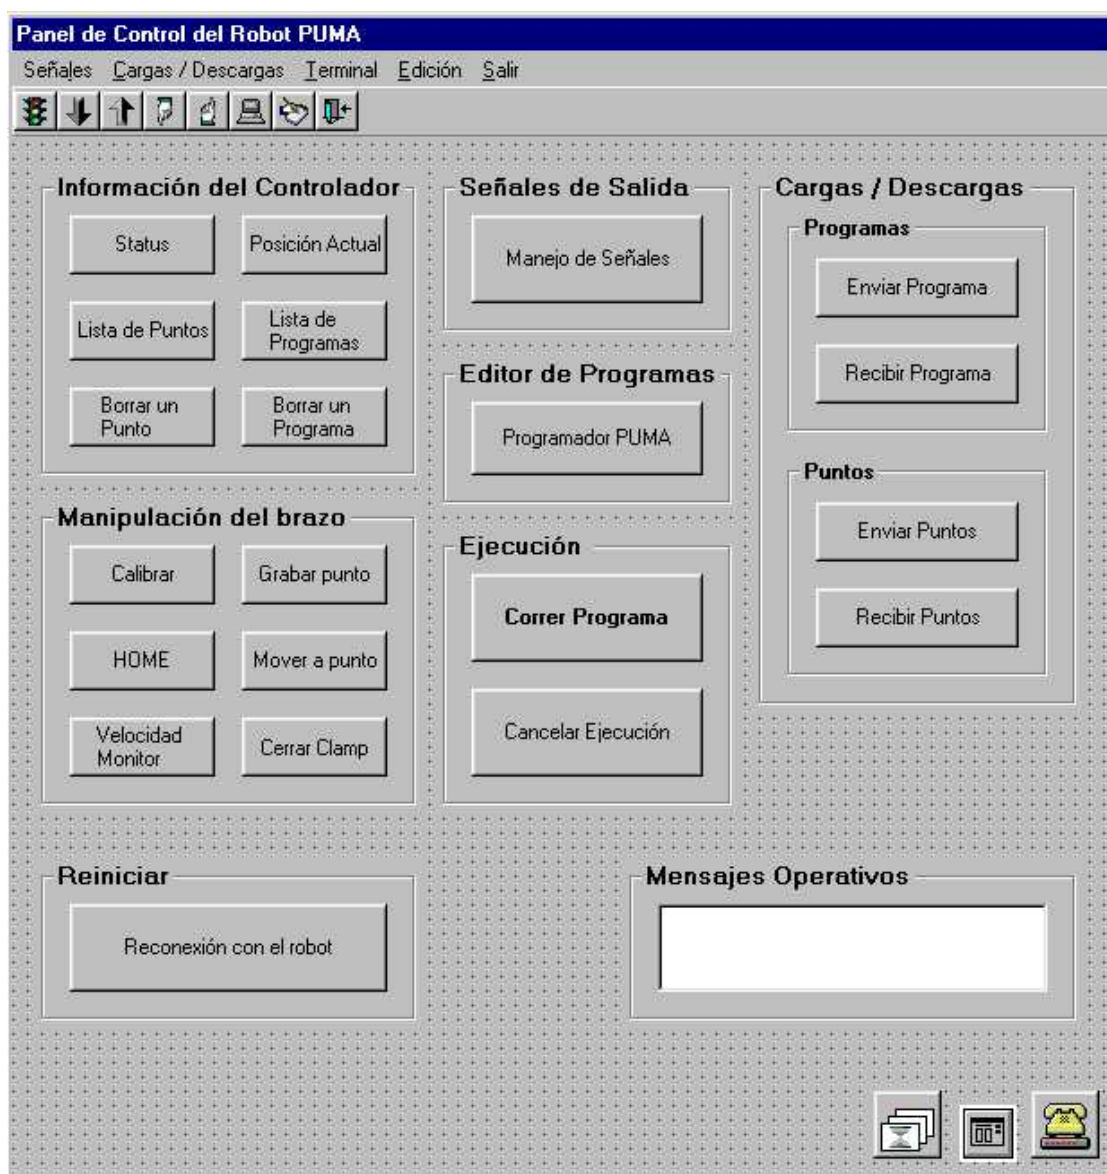 Panel de Control del Robot PUMA
Señales Cargas / Descargas Terminal Edición Salir
Información del Controlador
Status
Posición Actual
Lista de Puntos
Lista de
Programas
Borrar un
Punto
Borrar un
Programa
Manipulación del brazo
Calibrar
Grabar punto
HOME
Mover a punto
Velocidad
Monitor
Cerrar Clamp
Reiniciar
Reconexión con el robot
Señales de Salida
Manejo de Señales
Editor de Programas
Programador PUMA
Ejecución
Correr Programa
Cancelar Ejecución
Cargas / Descargas
Programas
Enviar Programa
Recibir Programa
Puntos
Enviar Puntos
Recibir Puntos
Mensajes Operativos